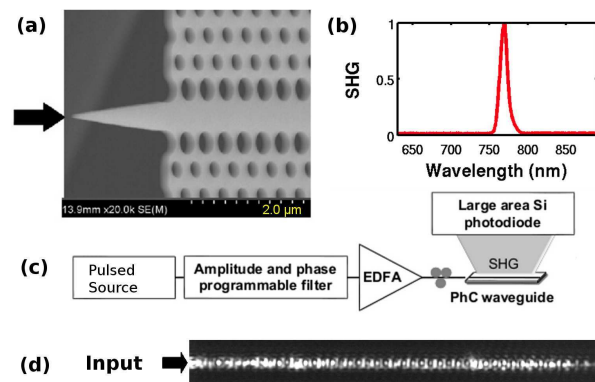 (a)
13.9mm x20.0k SE(M)
2.0 µm
(b)
SHG
1
0.5
0
650 700 750 800 850
Wavelength (nm)
(c)
Pulsed
Source
Amplitude and phase
programmable filter
EDFA
Large area Si
photodiode
SHG
PhC waveguide
(d)
Input